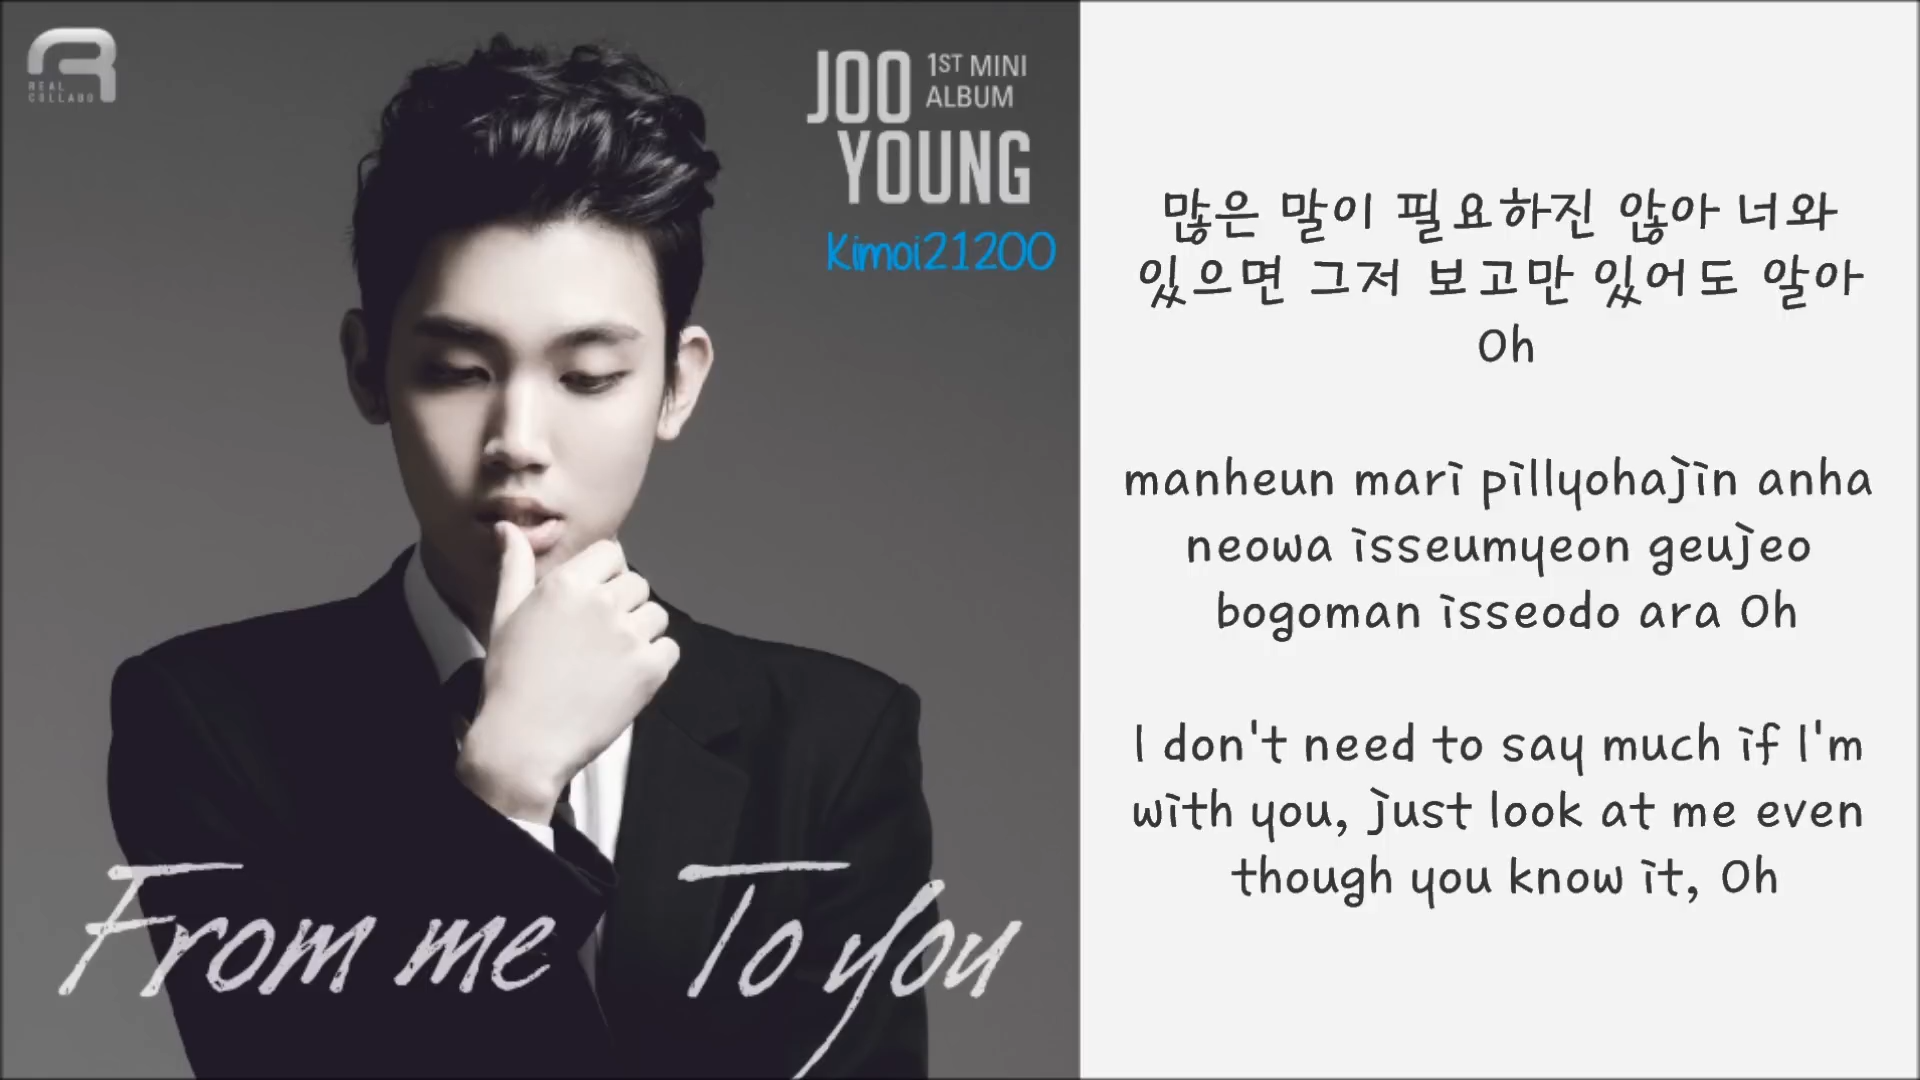 REAL
COLLABO
JOO 1ST MINI
ALBUM
YOUNG
Kimoi21200
From me To you
많은 말이 필요하진 않아 너와
있으면 그저 보고만 있어도 알아
Oh
manheun mari pillyohajin anha
neowa isseumyeon geujeo
bogoman isseodo ara Oh
I don't need to say much if I'm
with you, just look at me even
though you know it, Oh